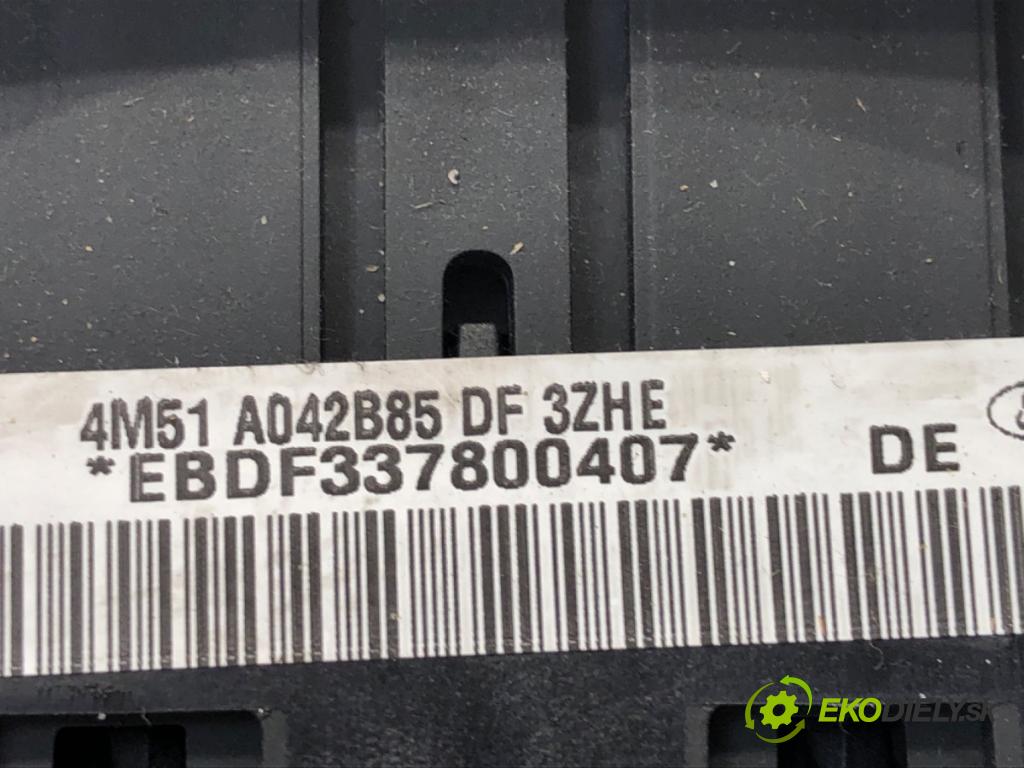 4M51 A042B85 DF 3ZHE
*EBDF337800407* DE
EKODIELY.SK